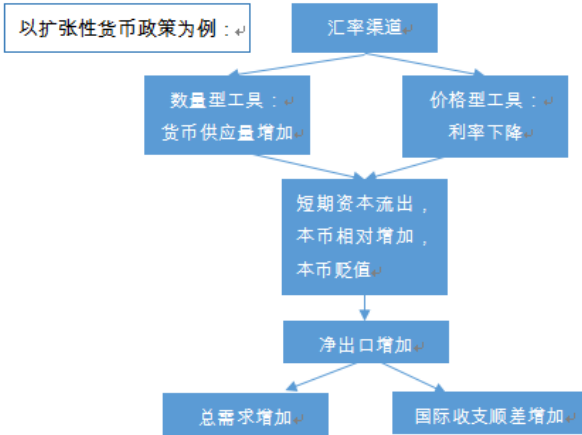 以扩张性货币政策为例：
汇率渠道
数量型工具：
货币供应量增加
价格型工具：
利率下降
短期资本流出，
本币相对增加，
本币贬值
净出口增加
总需求增加
国际收支顺差增加